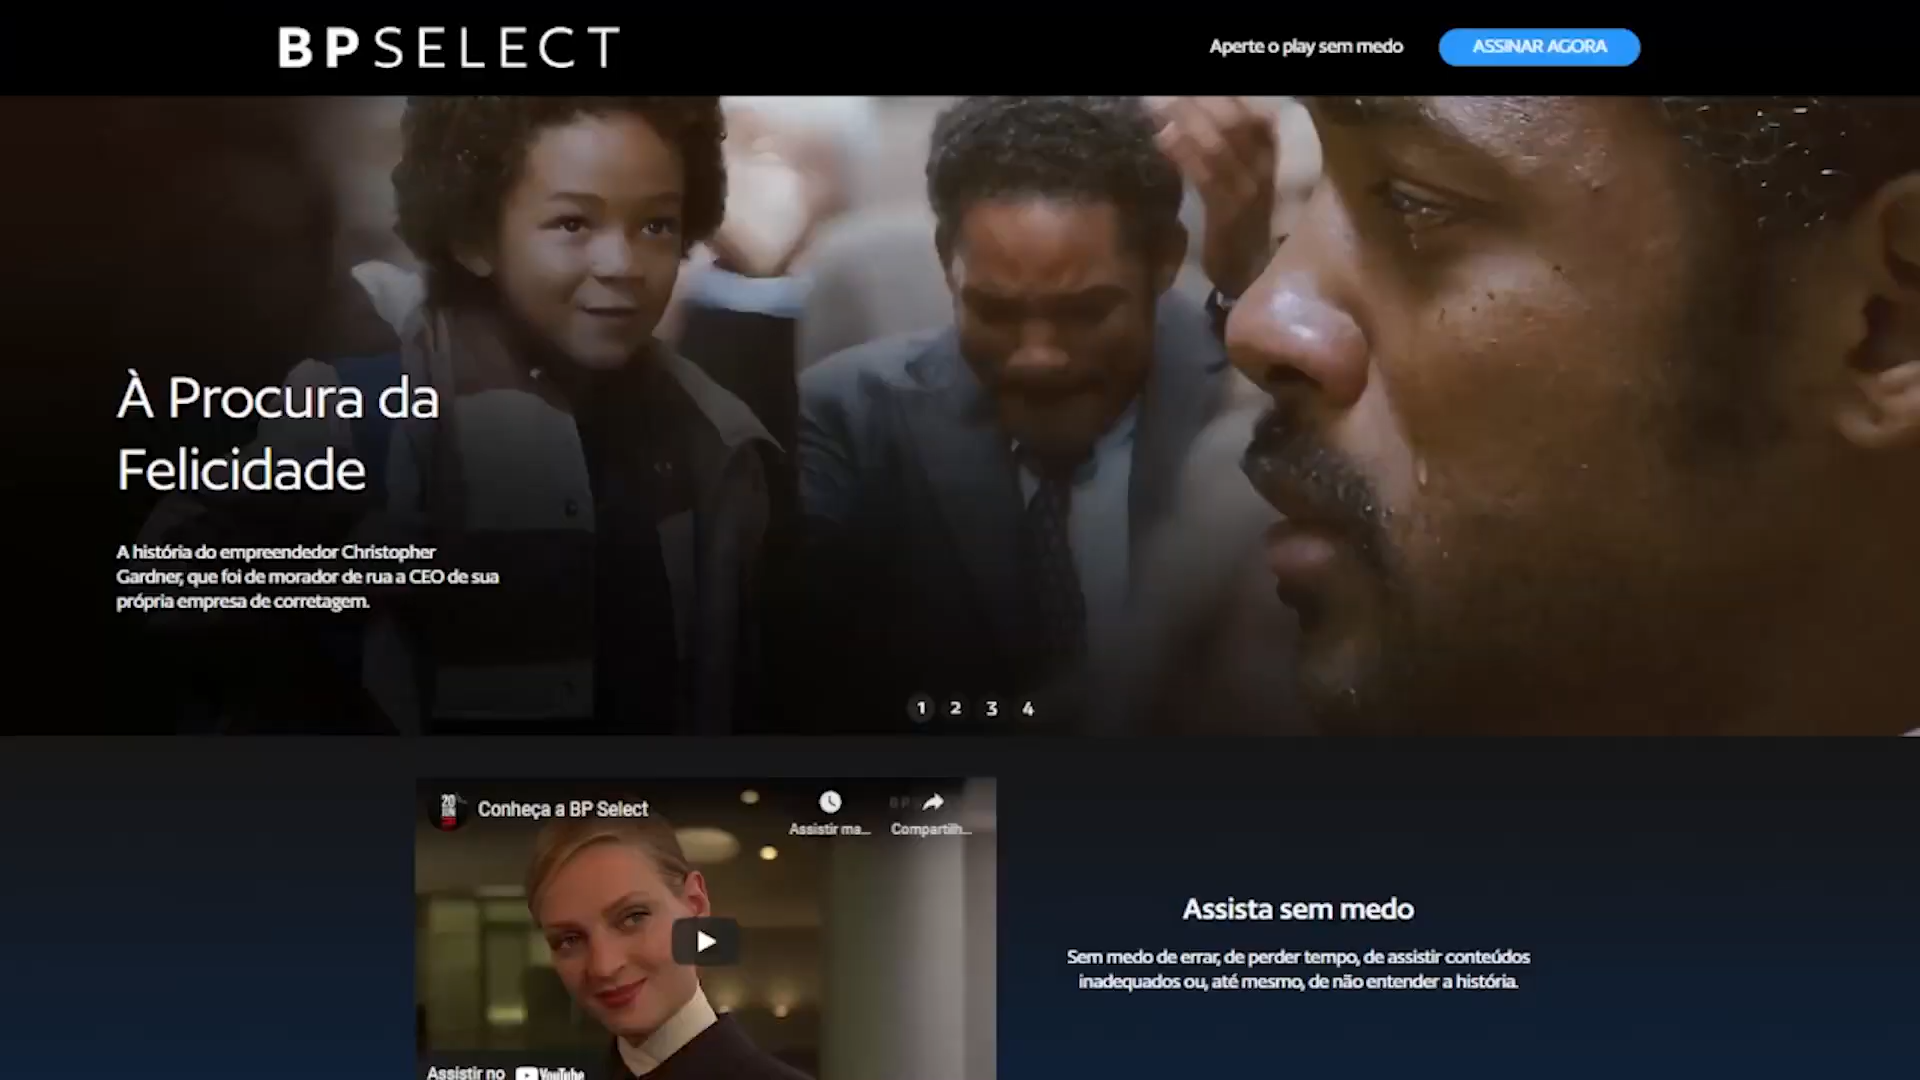 BP SELECT
Aperte o play sem medo
ASSINAR AGORA
À Procura da
Felicidade
A história do empreendedor Christopher
Gardner, que foi de morador de rua a CEO de sua
própria empresa de corretagem.
1 2 3 4
20
Conheça a BP Select
Assistir ma...
Compartilh...
Assista sem medo
Sem medo de errar, de perder tempo, de assistir conteúdos
inadequados ou, até mesmo, de não entender a história.
Assistir no YouTube